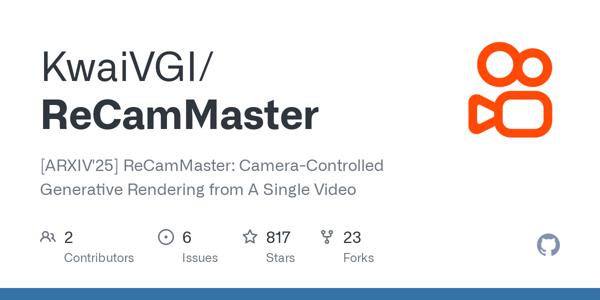 KwaiVGI/
ReCamMaster
[ARXIV'25] ReCamMaster: Camera-Controlled
Generative Rendering from A Single Video
2 6 817 23
Contributors Issues Stars Forks